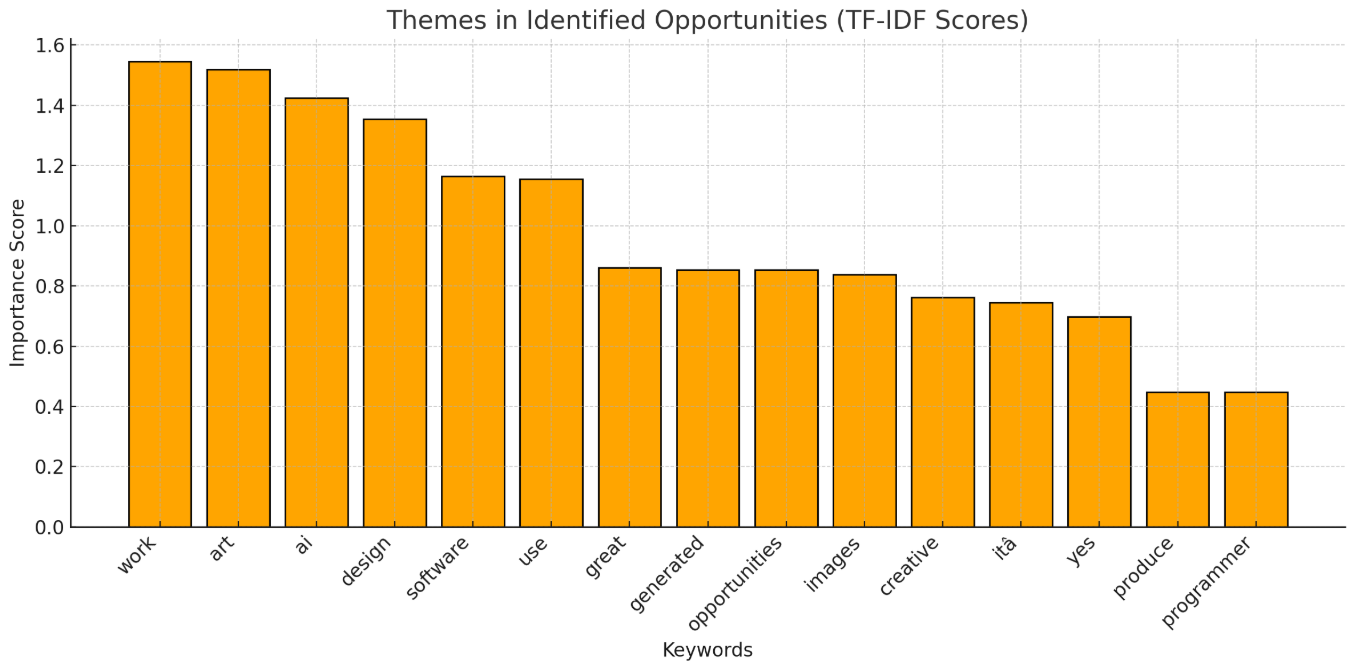 Themes in Identified Opportunities (TF-IDF Scores)
Importance Score
1.6
1.4
1.2
1.0
0.8
0.6
0.4
0.2
0.0
work
art
ai
design
software
use
great
generated
opportunities
images
creative
itâ
yes
produce
programmer
Keywords